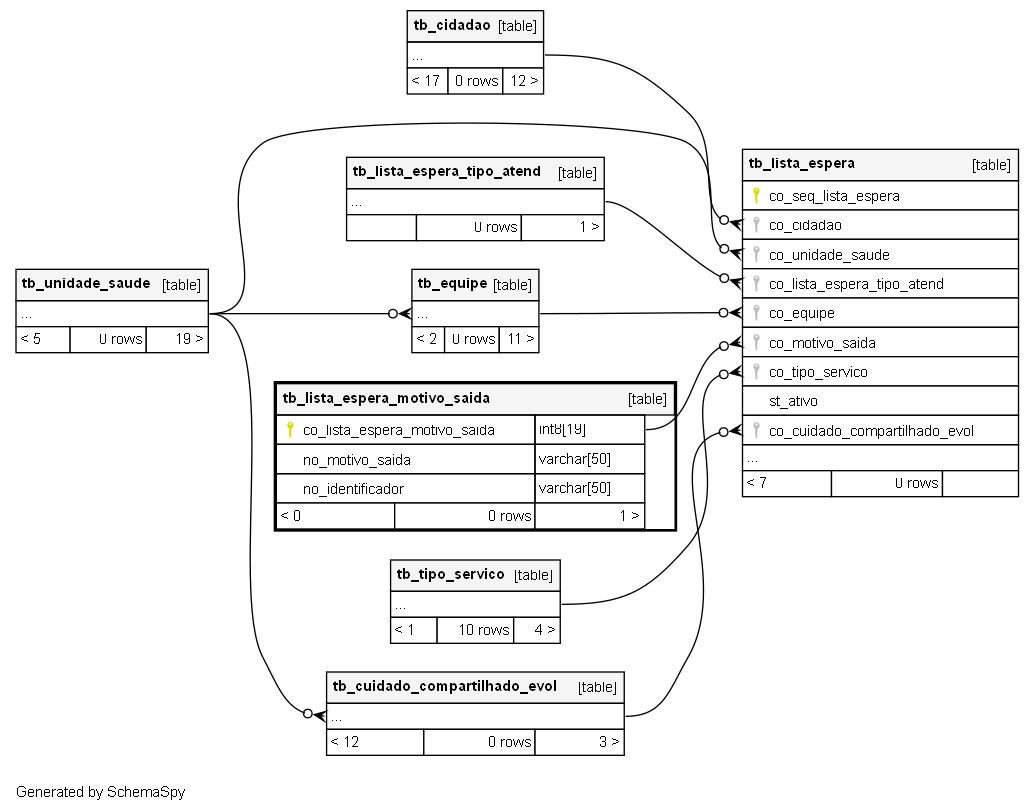 tb_cidadao [table]
...
< 17 0 rows 12 >
tb_lista_espera [table]
co_seq_lista_espera
co_cidadao
co_unidade_saude
co_lista_espera_tipo_atend
co_equipe
co_motivo_saida
co_tipo_servico
st_ativo
co_cuidado_compartilhado_evol
...
< 7 0 rows
tb_lista_espera_tipo_atend [table]
...
0 rows 1 >
tb_unidade_saude [table]
...
< 5 0 rows 19 >
tb_equipe [table]
...
< 2 0 rows 11 >
tb_lista_espera_motivo_saida [table]
co_lista_espera_motivo_saida int8[19]
no_motivo_saida varchar[50]
no_identificador varchar[50]
< 0 0 rows 1 >
tb_tipo_servico [table]
...
< 1 10 rows 4 >
tb_cuidado_compartilhado_evol [table]
...
< 12 0 rows 3 >
Generated by SchemaSpy